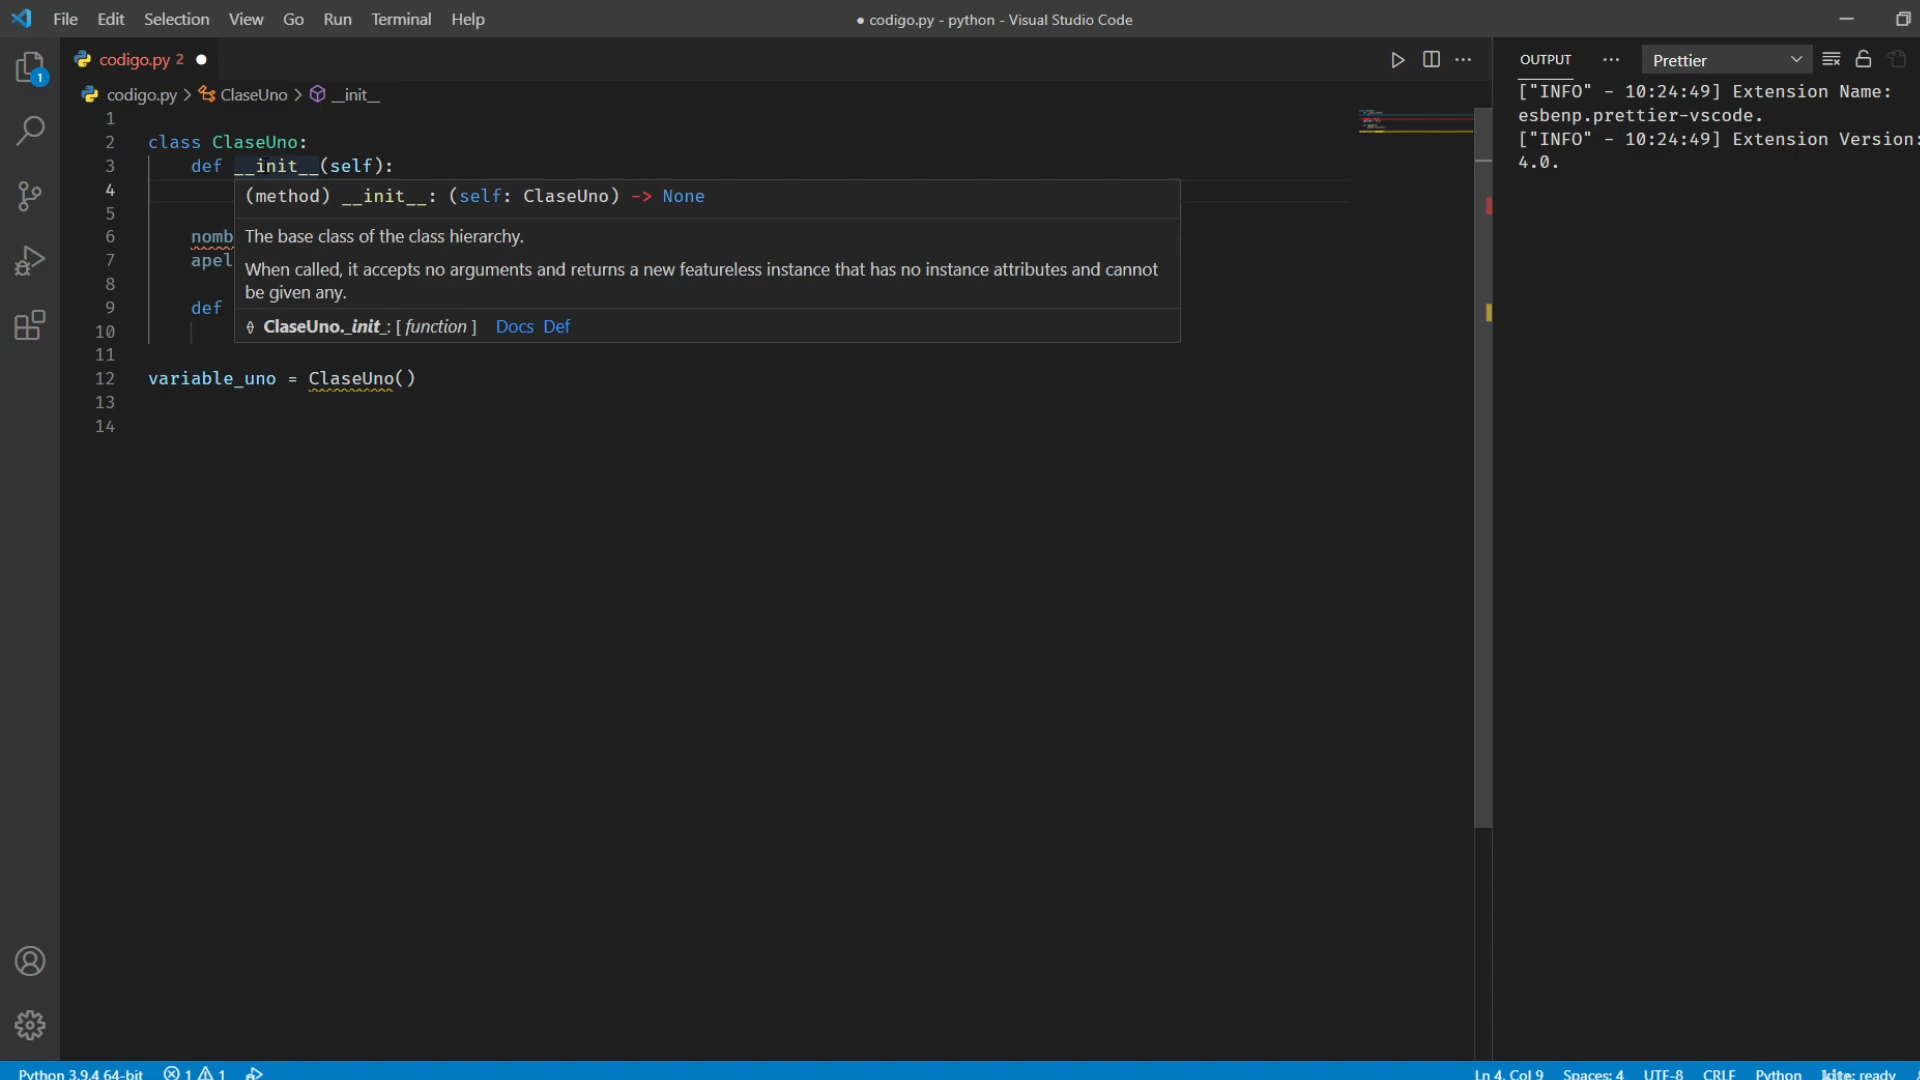 File Edit Selection View Go Run Terminal Help
● codigo.py - python - Visual Studio Code
1
codigo.py 2 ●
codigo.py > ClaseUno > __init__
1
2 class ClaseUno:
3 def __init__(self):
4
5
6 nomb
7 apel
8
9 def
10
11
12 variable_uno = ClaseUno()
13
14
(method) __init__: (self: ClaseUno) -> None
The base class of the class hierarchy.
When called, it accepts no arguments and returns a new featureless instance that has no instance attributes and cannot
be given any.
ClaseUno._init_: [ function ] Docs Def
OUTPUT ··· Prettier
["INFO" - 10:24:49] Extension Name:
esbenp.prettier-vscode.
["INFO" - 10:24:49] Extension Version:
4.0.
Python 3.9.4 64-bit 1 1
Ln 4, Col 9 Spaces: 4 UTF-8 CRLF Python kite: ready